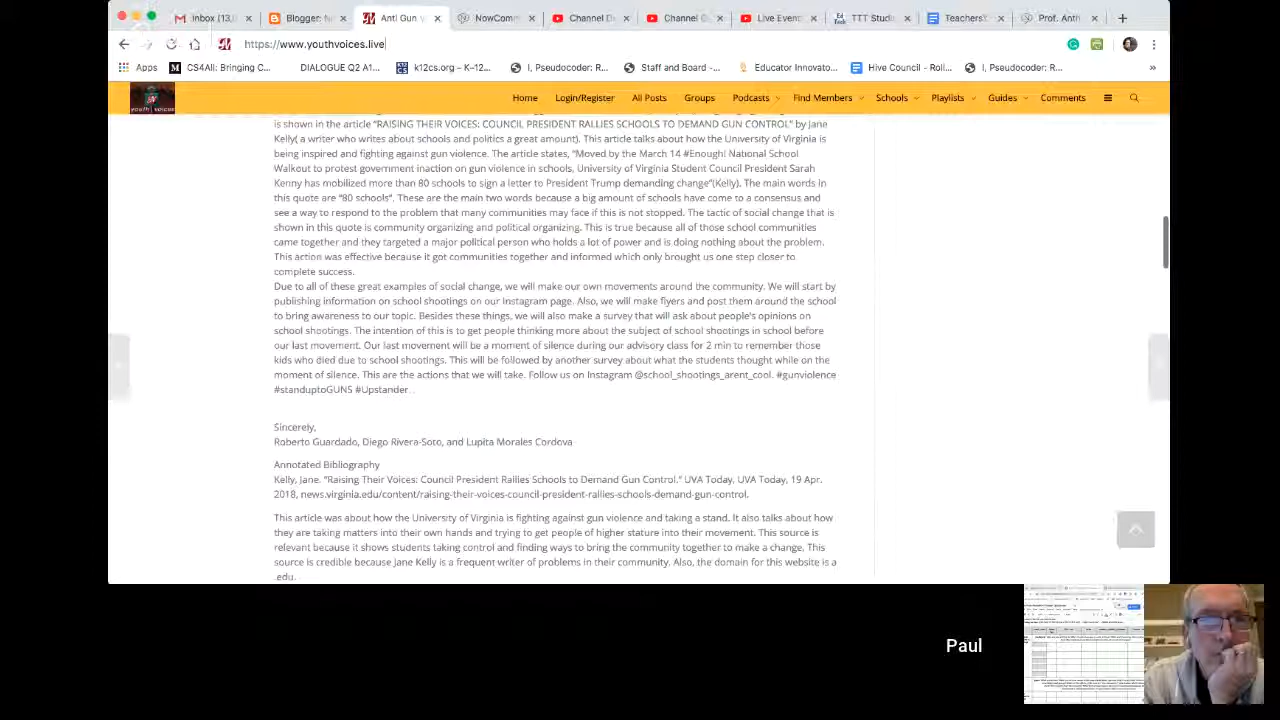 Inbox (13,
Blogger: N
Anti Gun v
NowComm
Channel D
Channel
Live Event
TTT Stude
Teachers'
Prof. Anth
https://www.youthvoices.live
Apps
CS4All: Bringing C...
DIALOGUE Q2 A1...
k12cs.org – K–12...
I, Pseudocoder: R...
Staff and Board -...
Educator Innovato...
Hive Council - Roll...
I, Pseudocoder: R...
»
youth voices
Home
Login/Register
All Posts
Groups
Podcasts
Find Members
Schools
Playlists
Guides
Comments
is shown in the article “RAISING THEIR VOICES: COUNCIL PRESIDENT RALLIES SCHOOLS TO DEMAND GUN CONTROL” by Jane
Kelly( a writer who writes about schools and politics a great amount). This article talks about how the University of Virginia is
being inspired and fighting against gun violence. The article states, “Moved by the March 14 #Enough! National School
Walkout to protest government inaction on gun violence in schools, University of Virginia Student Council President Sarah
Kenny has mobilized more than 80 schools to sign a letter to President Trump demanding change”(Kelly). The main words in
this quote are “80 schools”. These are the main two words because a big amount of schools have come to a consensus and
see a way to respond to the problem that many communities may face if this is not stopped. The tactic of social change that is
shown in this quote is community organizing and political organizing. This is true because all of those school communities
came together and they targeted a major political person who holds a lot of power and is doing nothing about the problem.
This action was effective because it got communities together and informed which only brought us one step closer to
complete success.
Due to all of these great examples of social change, we will make our own movements around the community. We will start by
publishing information on school shootings on our Instagram page. Also, we will make flyers and post them around the school
to bring awareness to our topic. Besides these things, we will also make a survey that will ask about people's opinions on
school shootings. The intention of this is to get people thinking more about the subject of school shootings in school before
our last movement. Our last movement will be a moment of silence during our advisory class for 2 min to remember those
kids who died due to school shootings. This will be followed by another survey about what the students thought while on the
moment of silence. This are the actions that we will take. Follow us on Instagram @school_shootings_arent_cool. #gunviolence
#standuptoGUNS #Upstander. .
Sincerely,
Roberto Guardado, Diego Rivera-Soto, and Lupita Morales Cordova
Annotated Bibliography
Kelly, Jane. “Raising Their Voices: Council President Rallies Schools to Demand Gun Control.” UVA Today, UVA Today, 19 Apr.
2018, news.virginia.edu/content/raising-their-voices-council-president-rallies-schools-demand-gun-control.
This article was about how the University of Virginia is fighting against gun violence and taking a stand. It also talks about how
they are taking matters into their own hands and trying to get people of higher stature into their movement. This source is
relevant because it shows students taking control and finding ways to bring the community together to make a change. This
source is credible because Jane Kelly is a frequent writer of problems in their community. Also, the domain for this website is a
.edu.
Paul